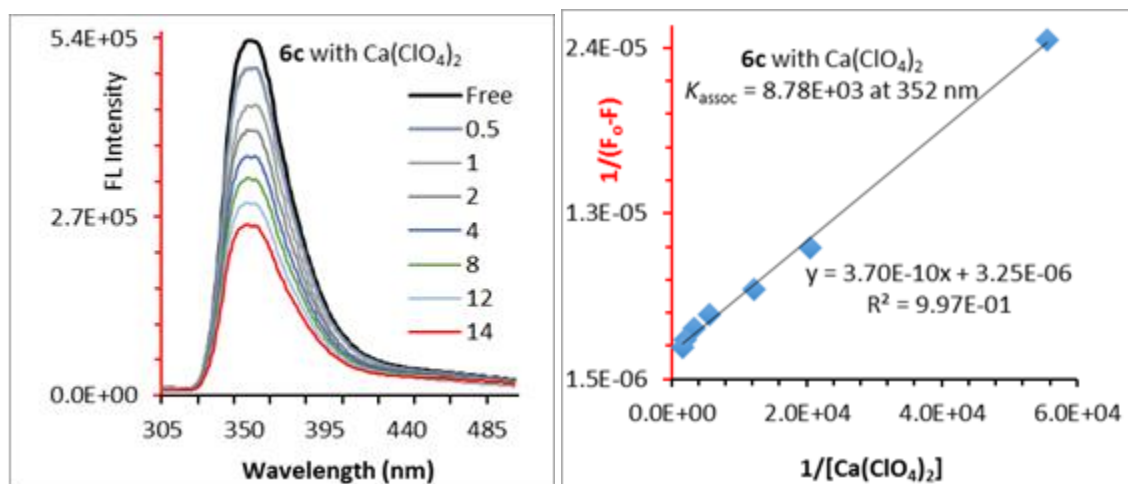 5.4E+05
2.7E+05
0.0E+00
FL Intensity
6c with Ca(ClO₄)₂
Free
0.5
1
2
4
8
12
14
305 350 395 440 485
Wavelength (nm)
2.4E-05
1.3E-05
1.5E-06
1/(Fₒ-F)
6c with Ca(ClO₄)₂
Kassoc = 8.78E+03 at 352 nm
y = 3.70E-10x + 3.25E-06
R² = 9.97E-01
0.0E+00 2.0E+04 4.0E+04 6.0E+04
1/[Ca(ClO₄)₂]